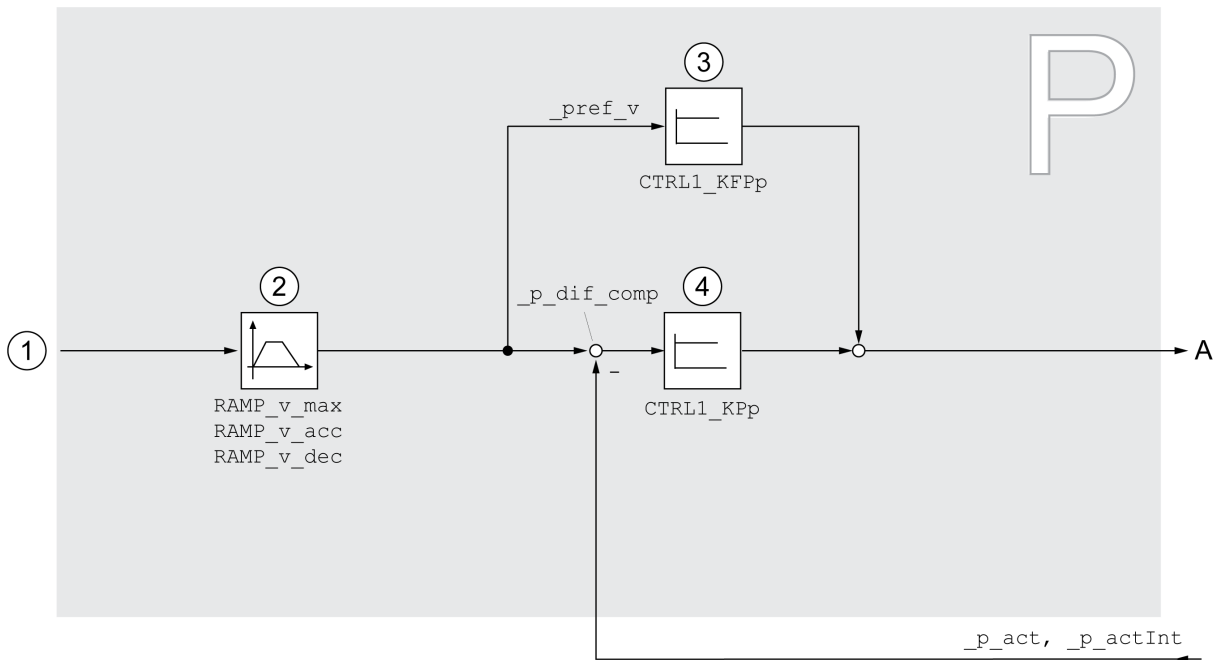 P
3
_pref_v
CTRL1_KFPp
2
_p_dif_comp
4
1
A
-
RAMP_v_max
RAMP_v_acc
RAMP_v_dec
CTRL1_KPp
_p_act, _p_actInt